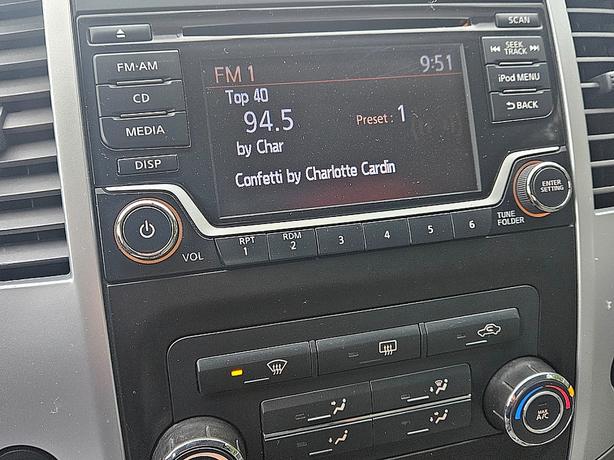 SCAN
FM·AM
CD
MEDIA
DISP
FM 1
9:51
Top 40
94.5
Preset : 1
by Char
Confetti by Charlotte Cardin
SEEK
TRACK
iPod MENU
BACK
ENTER
SETTING
TUNE
FOLDER
VOL
RPT
1
RDM
2
3
4
5
6
MAX
A/C